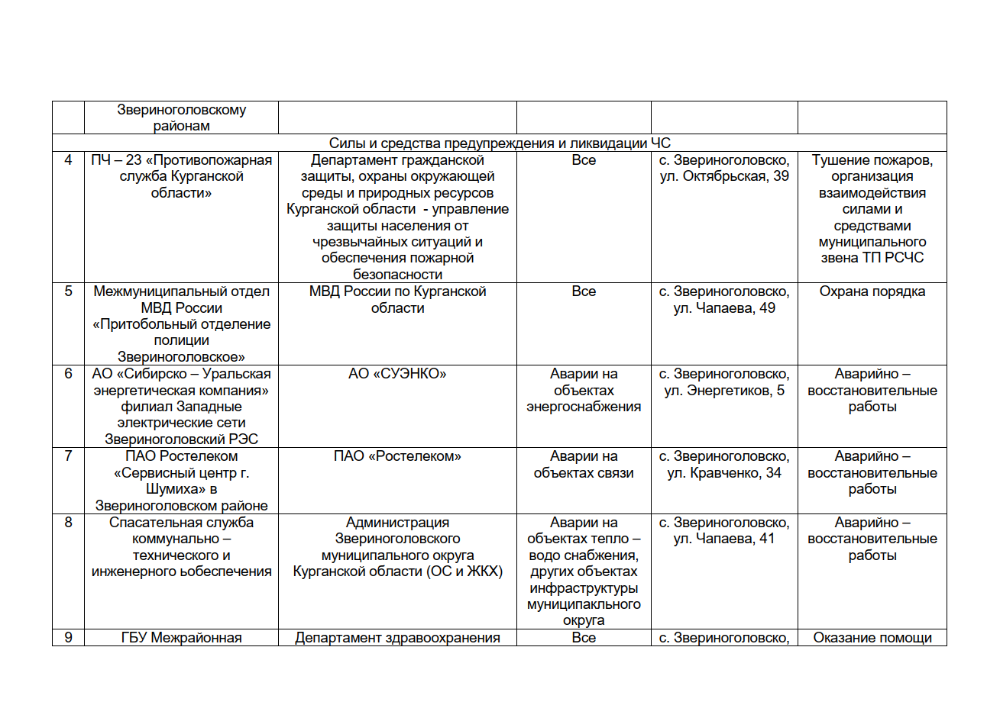 Звериноголовскому
районам
Силы и средства предупреждения и ликвидации ЧС
4
ПЧ – 23 «Противопожарная
служба Курганской
области»
Департамент гражданской
защиты, охраны окружающей
среды и природных ресурсов
Курганской области - управление
защиты населения от
чрезвычайных ситуаций и
обеспечения пожарной
безопасности
Все
с. Звериноголовско,
ул. Октябрьская, 39
Тушение пожаров,
организация
взаимодействия
силами и
средствами
муниципального
звена ТП РСЧС
5
Межмуниципальный отдел
МВД России
«Притобольный отделение
полиции
Звериноголовское»
МВД России по Курганской
области
Все
с. Звериноголовско,
ул. Чапаева, 49
Охрана порядка
6
АО «Сибирско – Уральская
энергетическая компания»
филиал Западные
электрические сети
Звериноголовский РЭС
АО «СУЭНКО»
Аварии на
объектах
энергоснабжения
с. Звериноголовско,
ул. Энергетиков, 5
Аварийно –
восстановительные
работы
7
ПАО Ростелеком
«Сервисный центр г.
Шумиха» в
Звериноголовском районе
ПАО «Ростелеком»
Аварии на
объектах связи
с. Звериноголовско,
ул. Кравченко, 34
Аварийно –
восстановительные
работы
8
Спасательная служба
коммунально –
технического и
инженерного ьобеспечения
Администрация
Звериноголовского
муниципального округа
Курганской области (ОС и ЖКХ)
Аварии на
объектах тепло –
водо снабжения,
других объектах
инфраструктуры
муниципакльного
округа
с. Звериноголовско,
ул. Чапаева, 41
Аварийно –
восстановительные
работы
9
ГБУ Межрайонная
Департамент здравоохранения
Все
с. Звериноголовско,
Оказание помощи